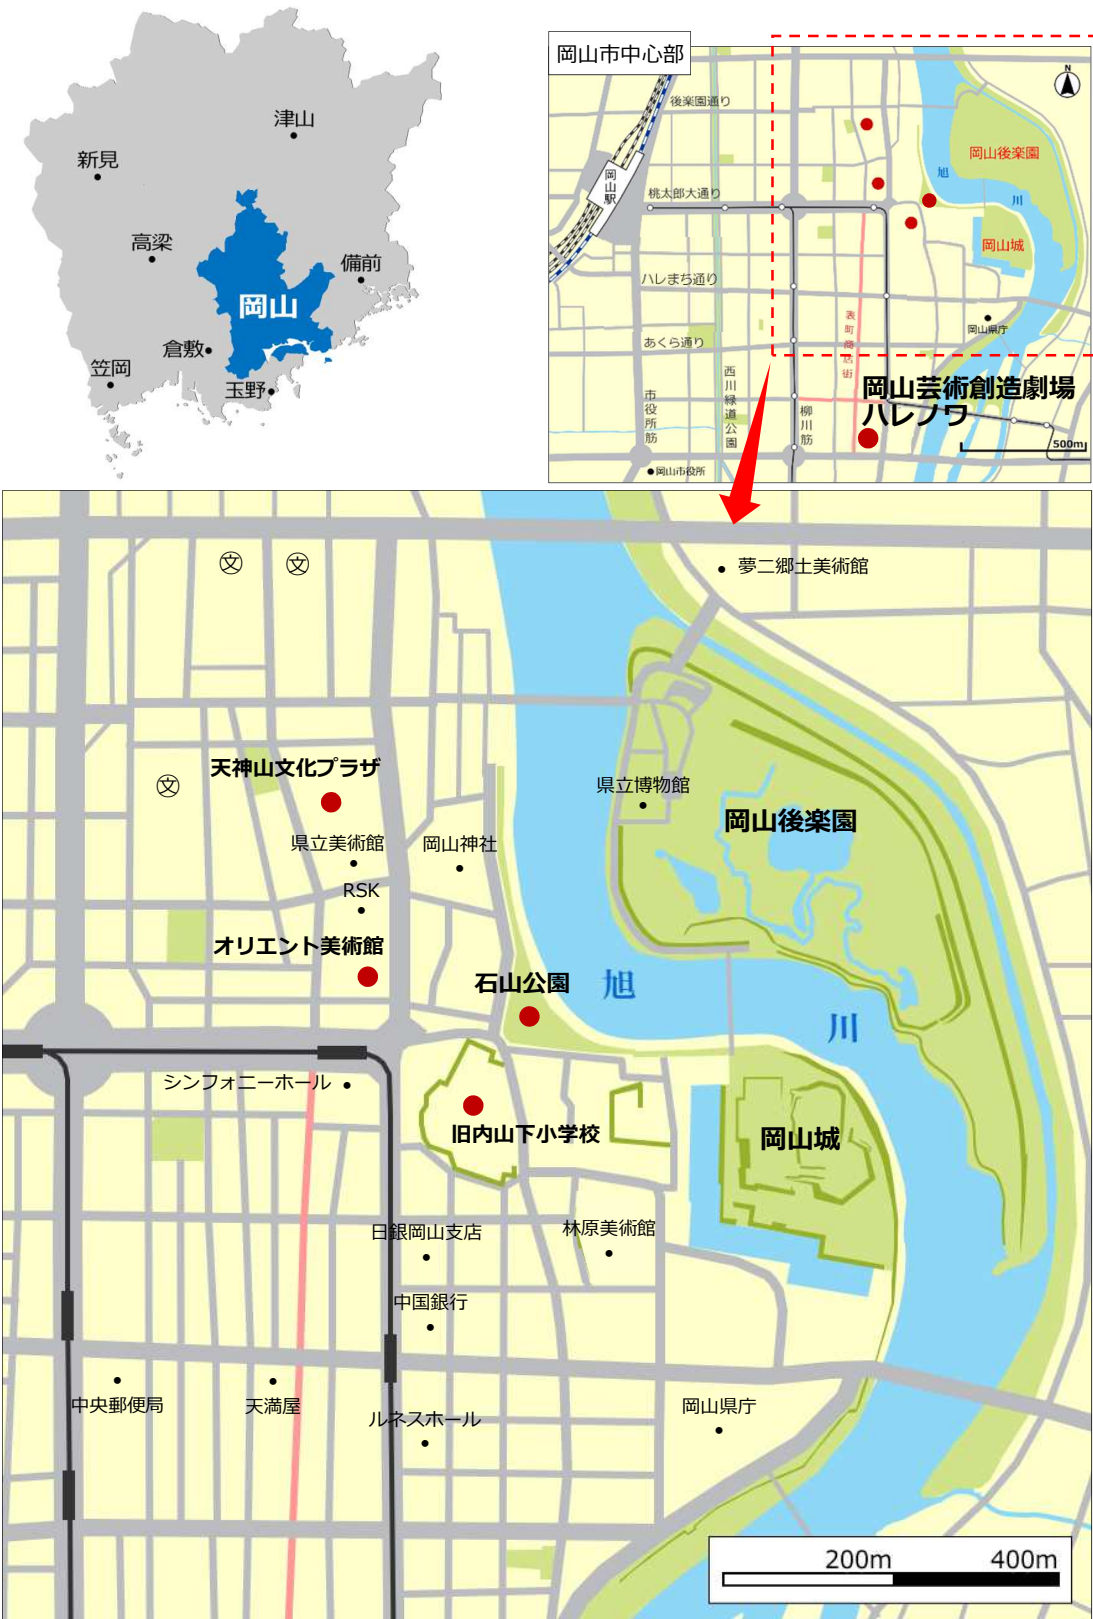 津山
新見
高梁
備前
岡山
倉敷
笠岡
玉野
岡山市中心部
N
後楽園通り
岡山後楽園
岡山駅
旭
川
桃太郎大通り
岡山城
ハレまち通り
表町商店街
岡山県庁
あくら通り
西川緑道公園
市役所筋
柳川筋
岡山芸術創造劇場
ハレノワ
500m
岡山市役所
文
文
夢二郷土美術館
天神山文化プラザ
文
県立博物館
岡山後楽園
県立美術館
岡山神社
RSK
オリエント美術館
石山公園
旭
川
シンフォニーホール
旧内山下小学校
岡山城
日銀岡山支店
林原美術館
中国銀行
中央郵便局
天満屋
ルネスホール
岡山県庁
200m
400m